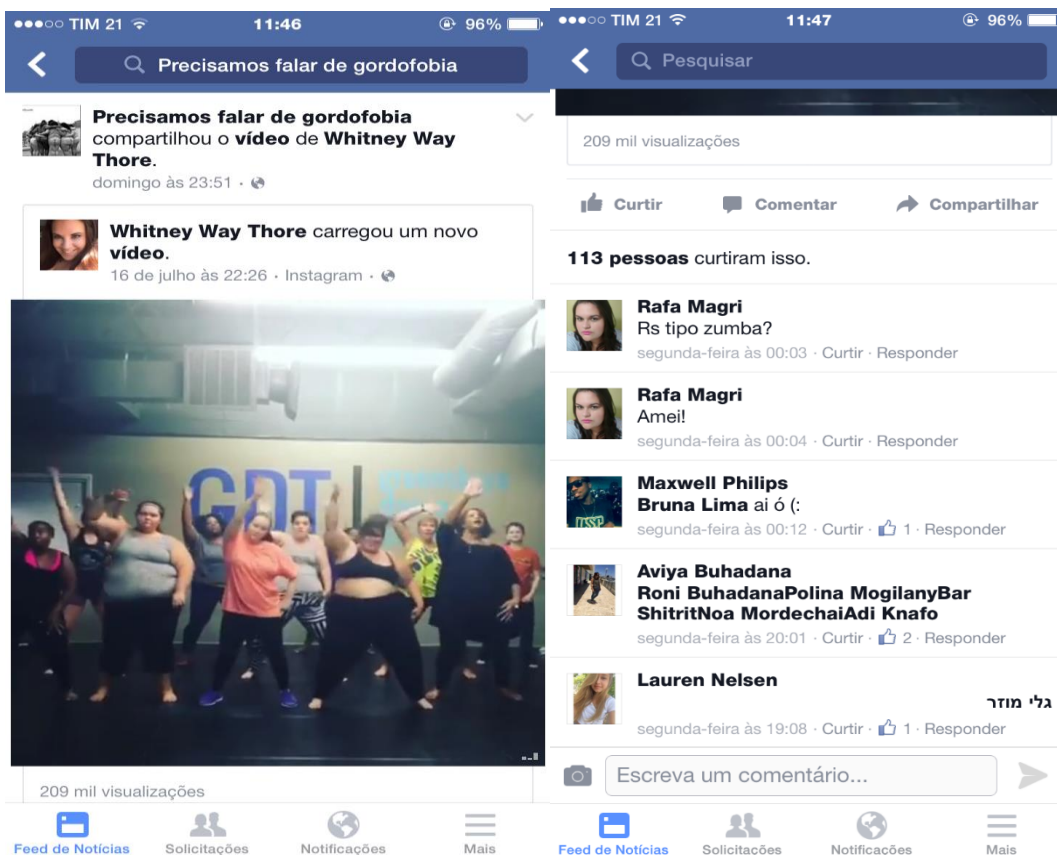 TIM 21
11:46
96%
Precisamos falar de gordofobia
Precisamos falar de gordofobia
compartilhou o vídeo de Whitney Way
Thore.
domingo às 23:51 ·
Whitney Way Thore carregou um novo
vídeo.
16 de julho às 22:26 · Instagram ·
GDT
209 mil visualizações
Feed de Notícias
Solicitações
Notificações
Mais
TIM 21
11:47
96%
Pesquisar
209 mil visualizações
Curtir
Comentar
Compartilhar
113 pessoas curtiram isso.
Rafa Magri
Rs tipo zumba?
segunda-feira às 00:03 · Curtir · Responder
Rafa Magri
Amei!
segunda-feira às 00:04 · Curtir · Responder
Maxwell Philips
Bruna Lima ai ó (:
segunda-feira às 00:12 · Curtir · 1 · Responder
Aviya Buhadana
Roni BuhadanaPolina MogilanyBar
ShitritNoa MordechaiAdi Knafo
segunda-feira às 20:01 · Curtir · 2 · Responder
Lauren Nelsen
גלי מוזר
segunda-feira às 19:08 · Curtir · 1 · Responder
Escreva um comentário...
Feed de Notícias
Solicitações
Notificações
Mais